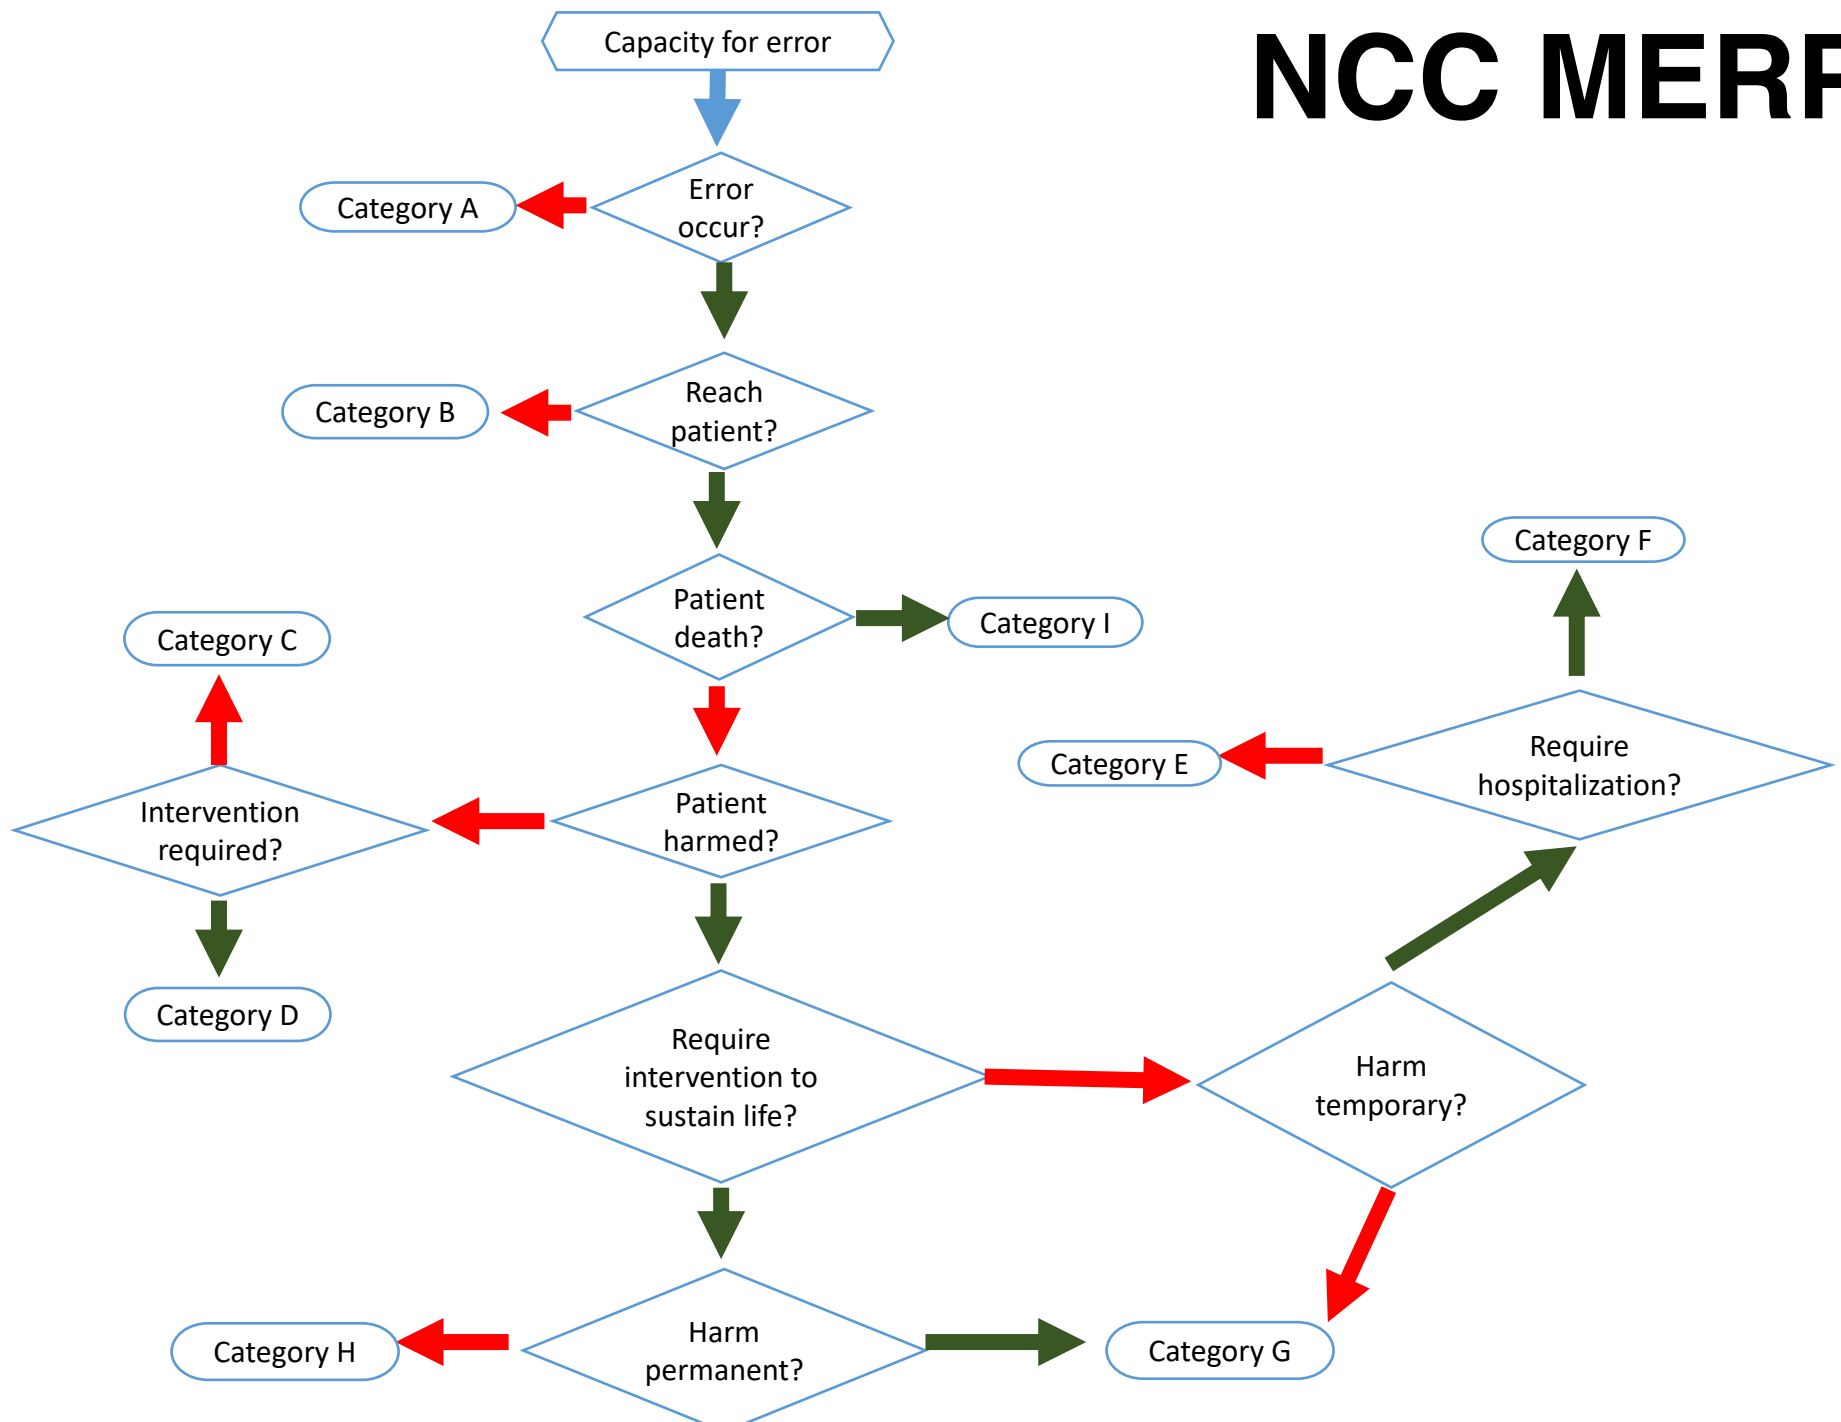 Capacity for error
NCC MERP
Error
occur?
Category A
Reach
patient?
Category B
Patient
death?
Category I
Category F
Category C
Patient
harmed?
Intervention
required?
Category E
Require
hospitalization?
Category D
Require
intervention to
sustain life?
Harm
temporary?
Harm
permanent?
Category H
Category G